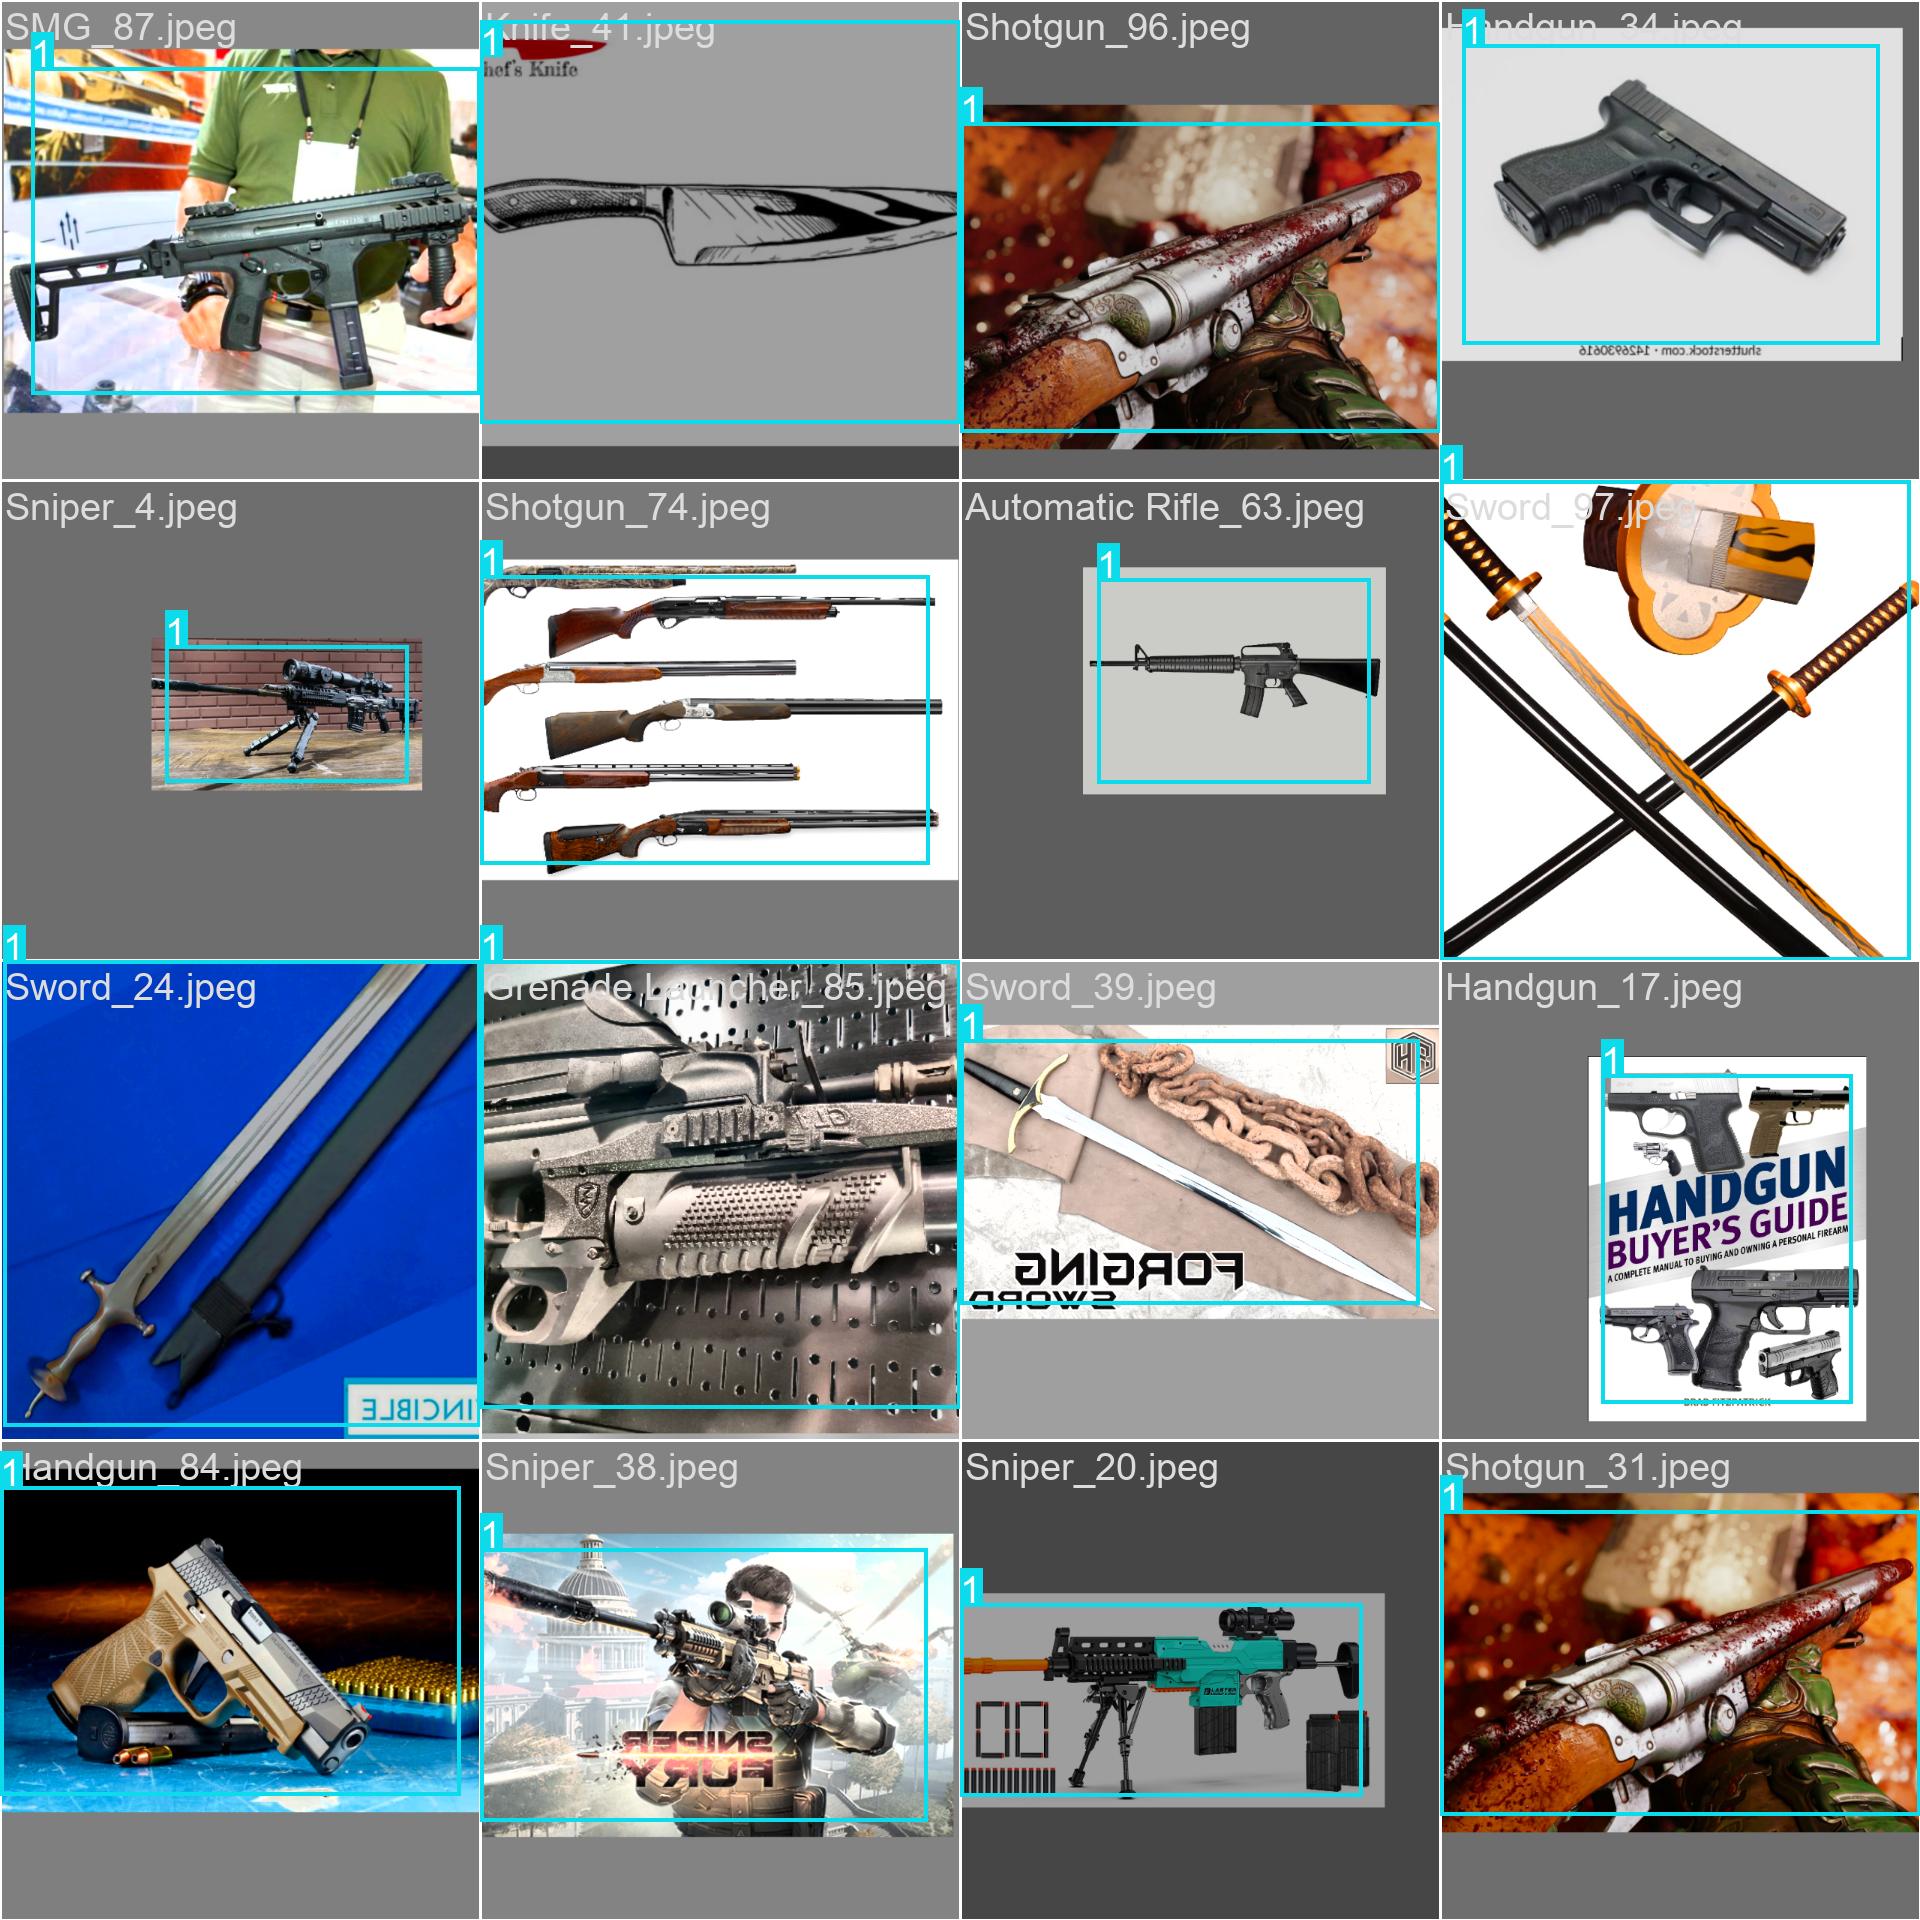 SMG_87.jpeg
Knife_41.jpeg
Shotgun_96.jpeg
Handgun_34.jpeg
1
1
1
1
hef's Knife
shutterstock.com · 1426930616
Sniper_4.jpeg
Shotgun_74.jpeg
Automatic Rifle_63.jpeg
Sword_97.jpeg
1
1
1
1
Sword_24.jpeg
Grenade Launcher_85.jpeg
Sword_39.jpeg
Handgun_17.jpeg
1
1
1
1
GL1
HANDGUN
BUYER'S GUIDE
A COMPLETE MANUAL TO BUYING AND OWNING A PERSONAL FIREARM
BRAD FITZPATRICK
FORGING
SWORD
INCIBLE
Handgun_84.jpeg
Sniper_38.jpeg
Sniper_20.jpeg
Shotgun_31.jpeg
1
1
1
1
SNIPER
FURY
BLASTER